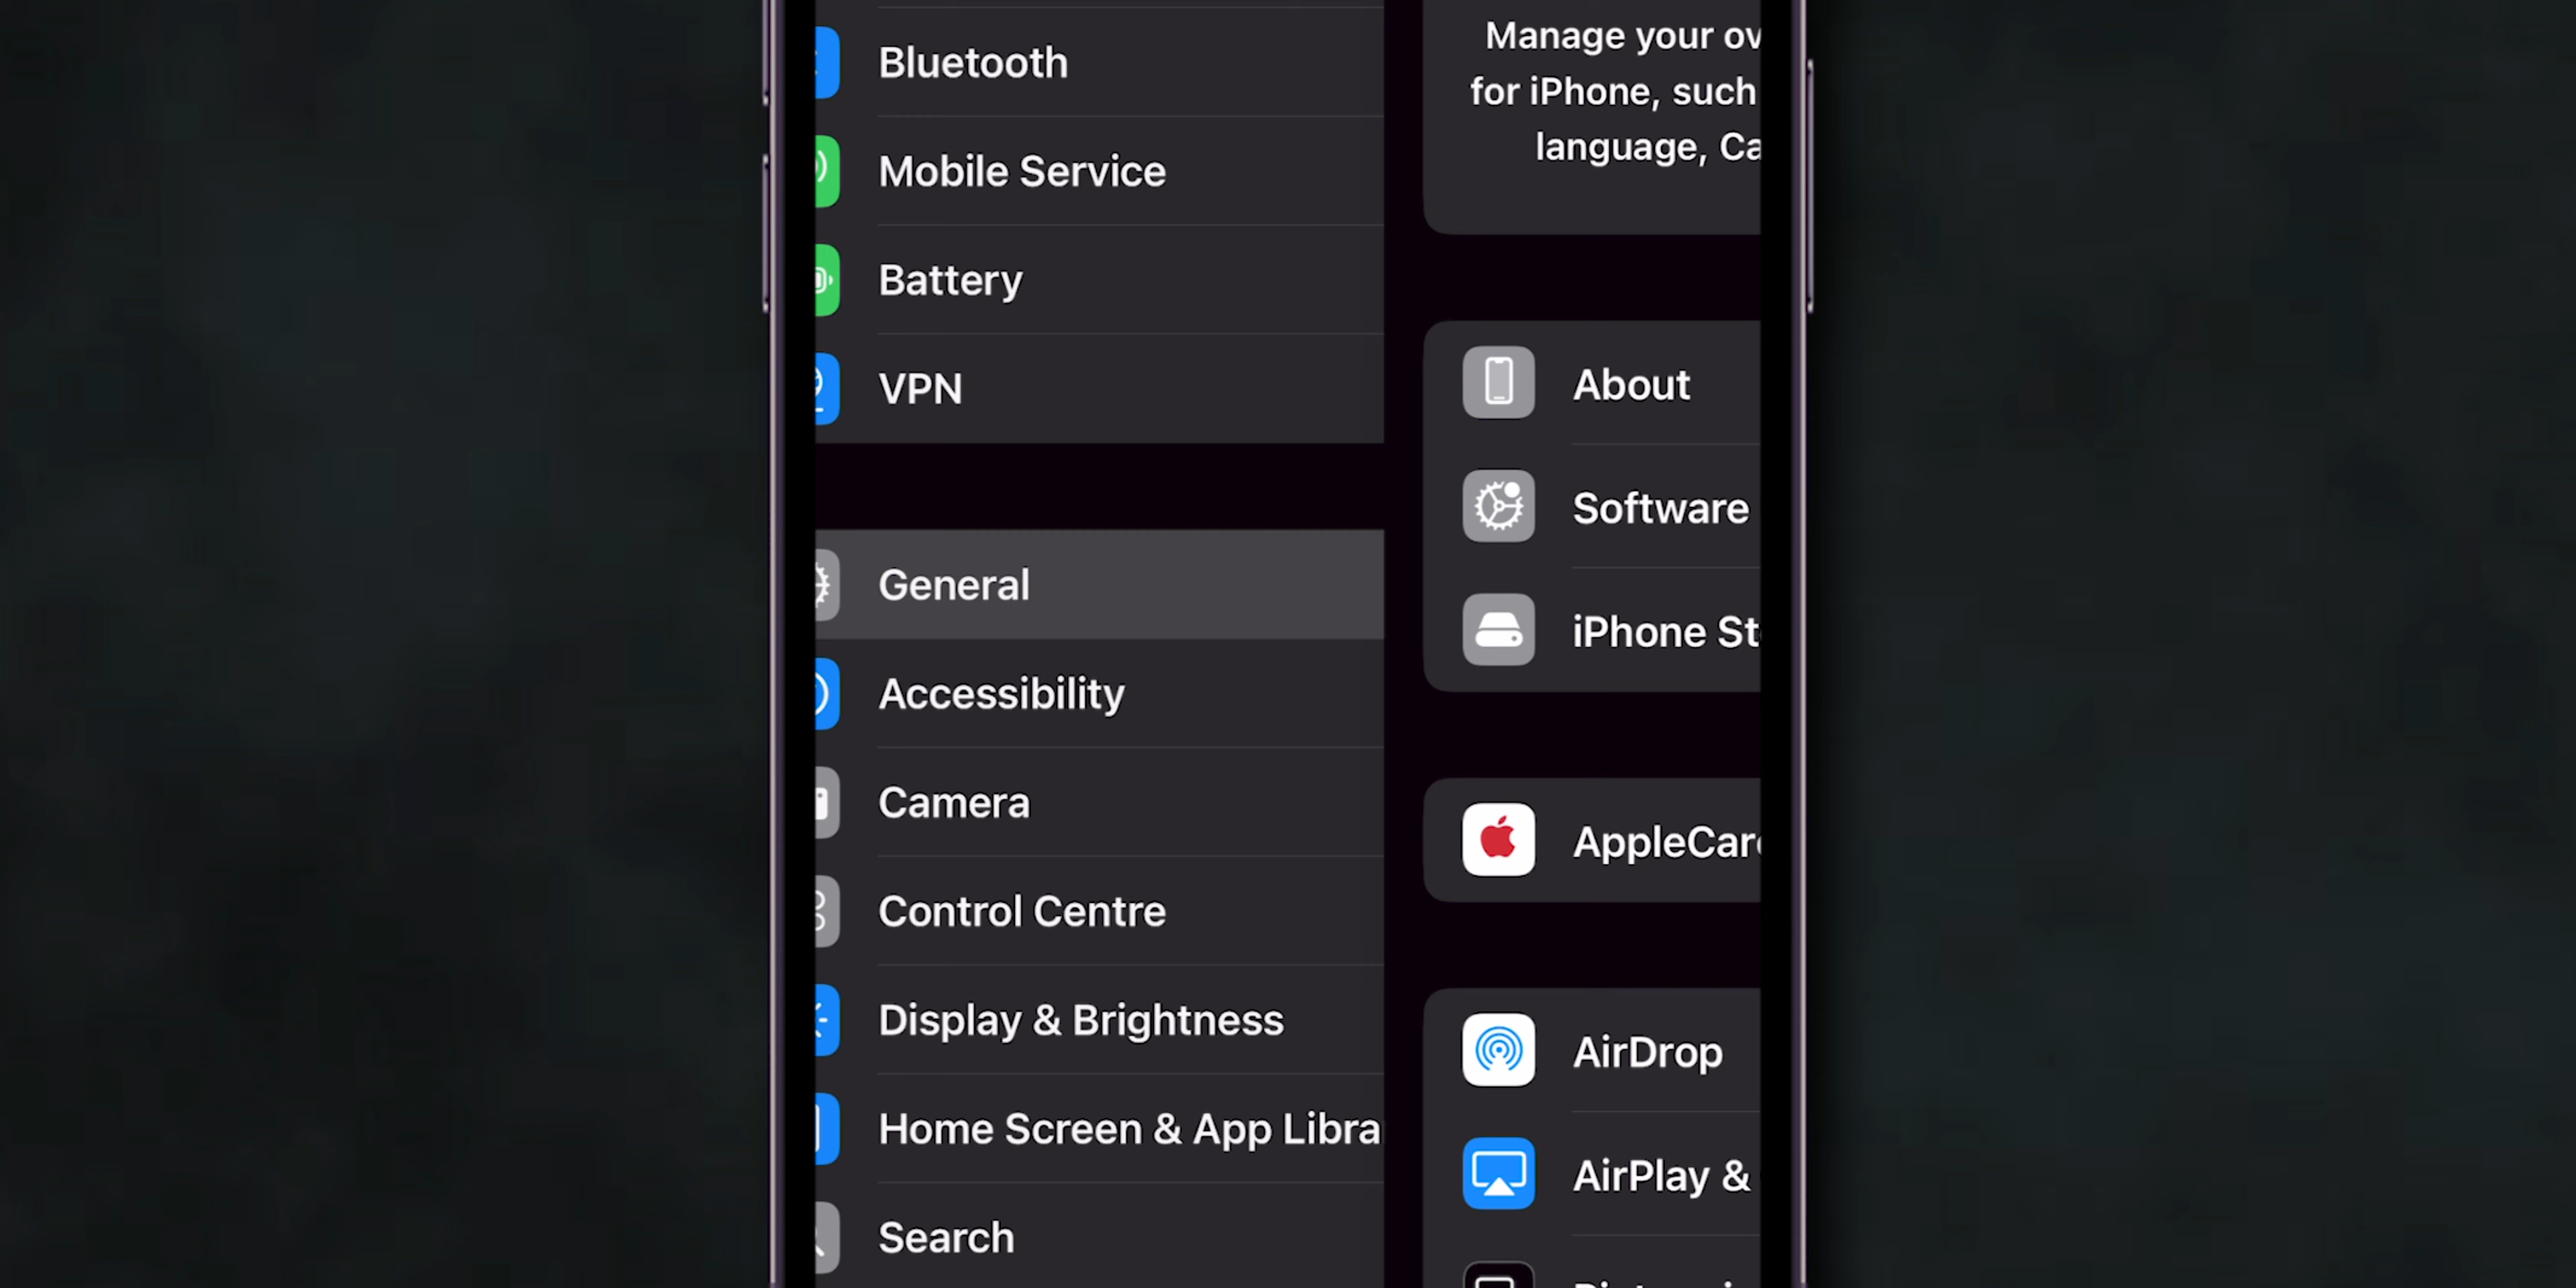 Bluetooth
Mobile Service
Battery
VPN
General
Accessibility
Camera
Control Centre
Display & Brightness
Home Screen & App Libra
Search
Manage your ov
for iPhone, such
language, Ca
About
Software
iPhone St
AppleCar
AirDrop
AirPlay &